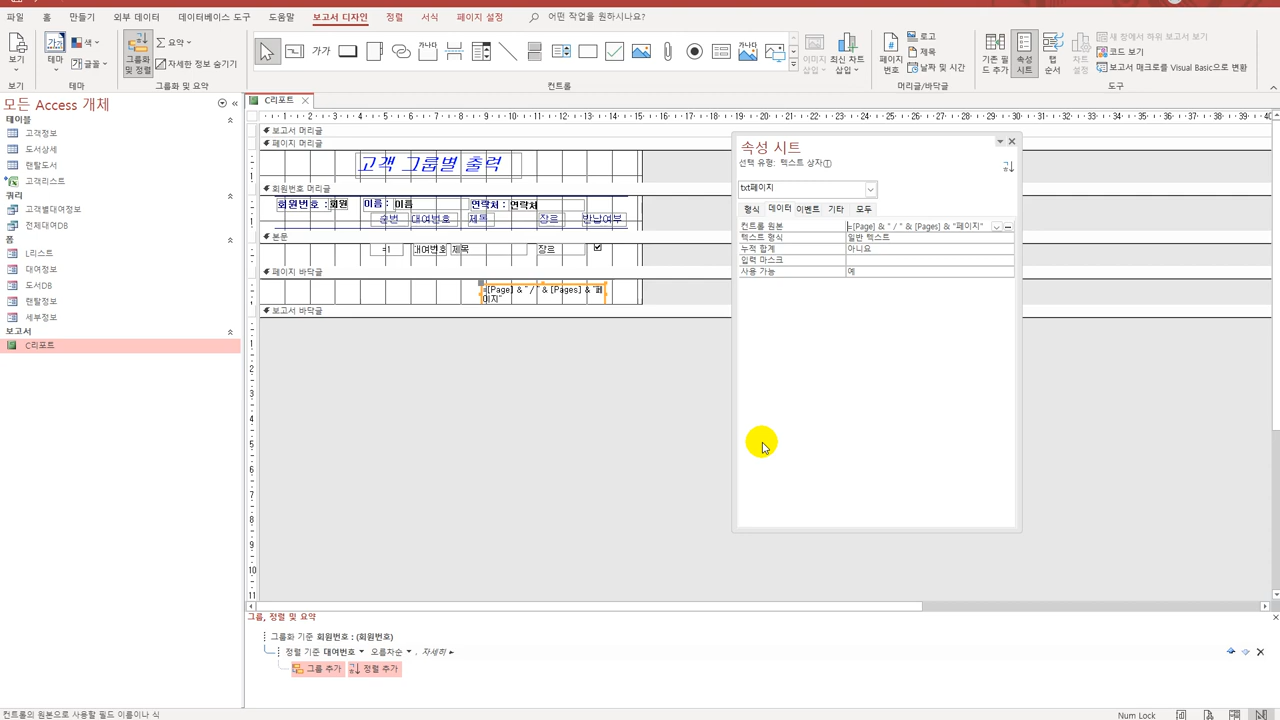 파일 홈 만들기 외부 데이터 데이터베이스 도구 도움말 보고서 디자인 정렬 서식 페이지 설정 어떤 작업을 원하시나요?
보기 테마 색 글꼴 그룹화 및 정렬 요약 자세한 정보 숨기기 가가 가나다 가나다 이미지 삽입 최신 차트 삽입 페이지 번호 로고 제목 날짜 및 시간 기존 필드 추가 속성 시트 탭 순서 차트 설정 새 창에서 하위 보고서 보기 코드 보기 보고서 매크로를 Visual Basic으로 변환
보기 테마 그룹화 및 요약 컨트롤 머리글/바닥글 도구
모든 Access 개체
테이블
고객정보
도서상세
랜탈도서
고객리스트
쿼리
고객별대여정보
전체대여DB
폼
L리스트
대여정보
도서DB
랜탈정보
세부정보
보고서
C리포트
C리포트
보고서 머리글
페이지 머리글
고객 그룹별 출력
회원번호 머리글
회원번호 : 회원 이름 : 이름 연락처 : 연락처
순번 대여번호 제목 장르 반납여부
본문
=1 대여번호 제목 장르
페이지 바닥글
=[Page] & " / " & [Pages] & "페
이지"
보고서 바닥글
속성 시트
선택 유형: 텍스트 상자(I)
txt페이지
형식 데이터 이벤트 기타 모두
컨트롤 원본 =[Page] & " / " & [Pages] & "페이지"
텍스트 형식 일반 텍스트
누적 합계 아니요
입력 마스크
사용 가능 예
그룹, 정렬 및 요약
그룹화 기준 회원번호 : (회원번호)
정렬 기준 대여번호 오름차순 , 자세히
그룹 추가 정렬 추가
컨트롤의 원본으로 사용할 필드 이름이나 식 Num Lock